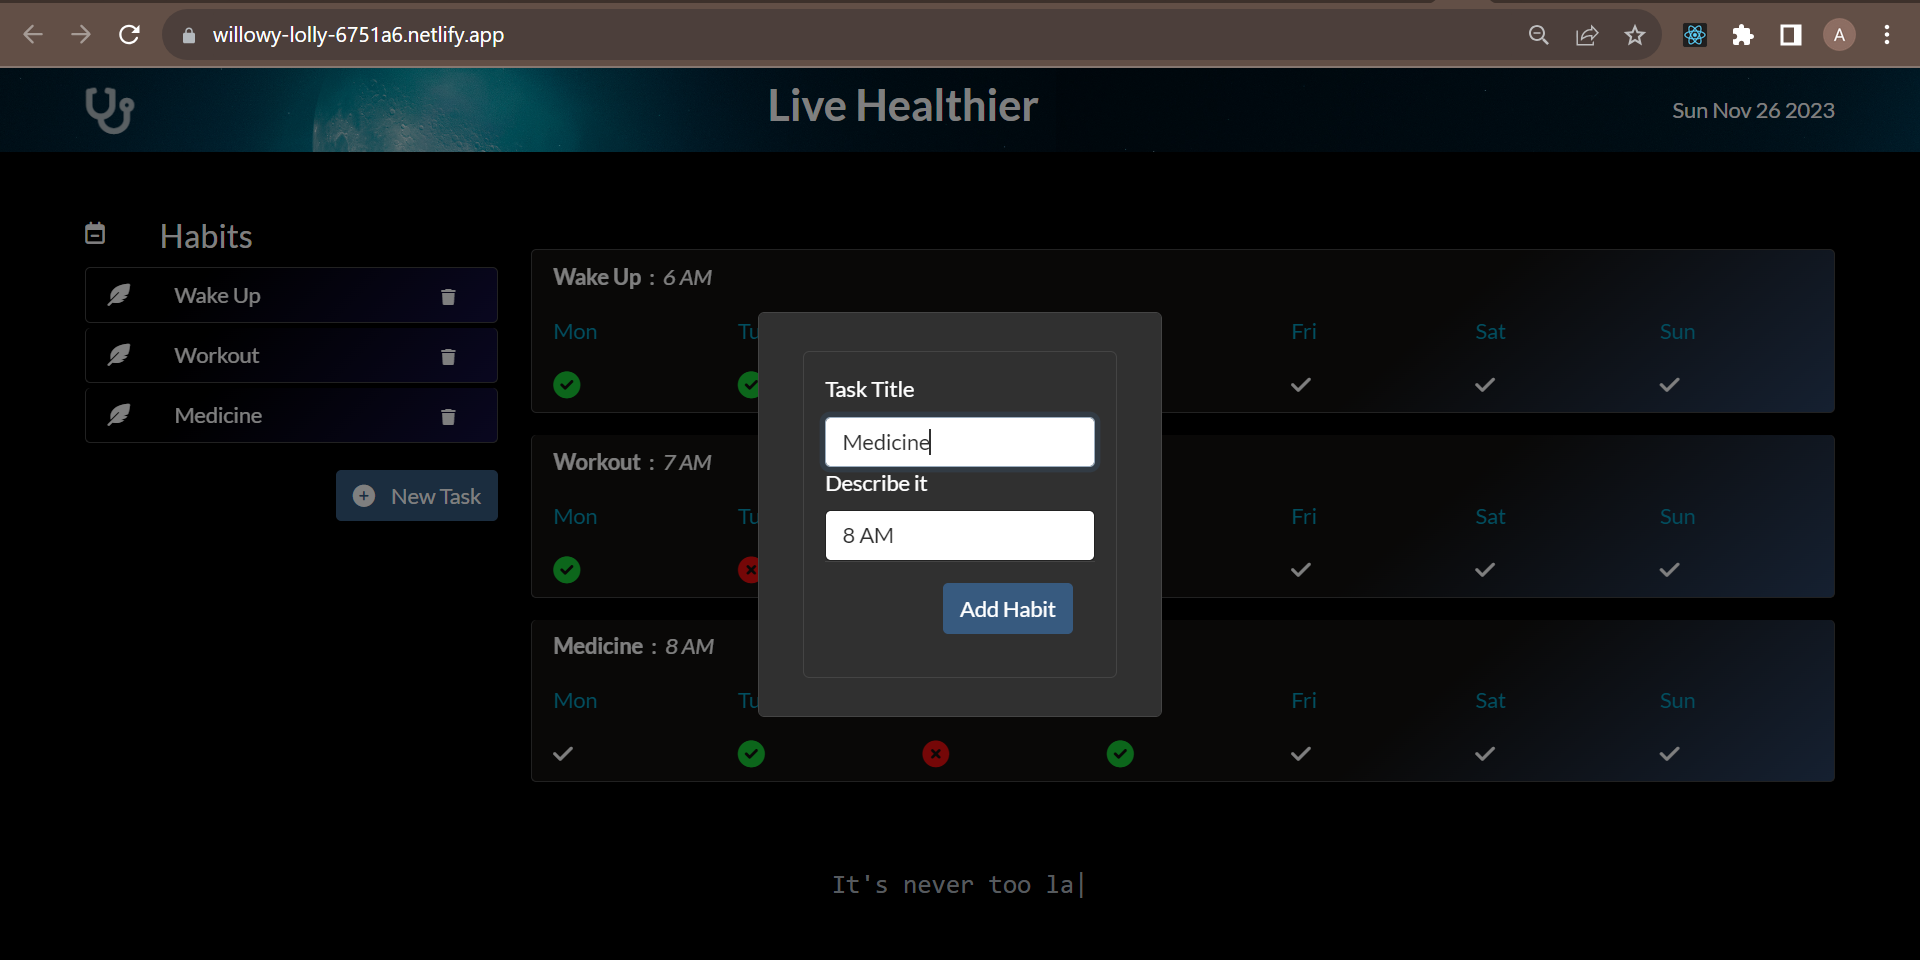 willowy-lolly-6751a6.netlify.app
A
Live Healthier
Sun Nov 26 2023
Habits
Wake Up
Workout
Medicine
New Task
Wake Up : 6 AM
Mon Tu Fri Sat Sun
Workout : 7 AM
Mon Tu Fri Sat Sun
Medicine : 8 AM
Mon Tu Fri Sat Sun
Task Title
Medicine
Describe it
8 AM
Add Habit
It's never too la